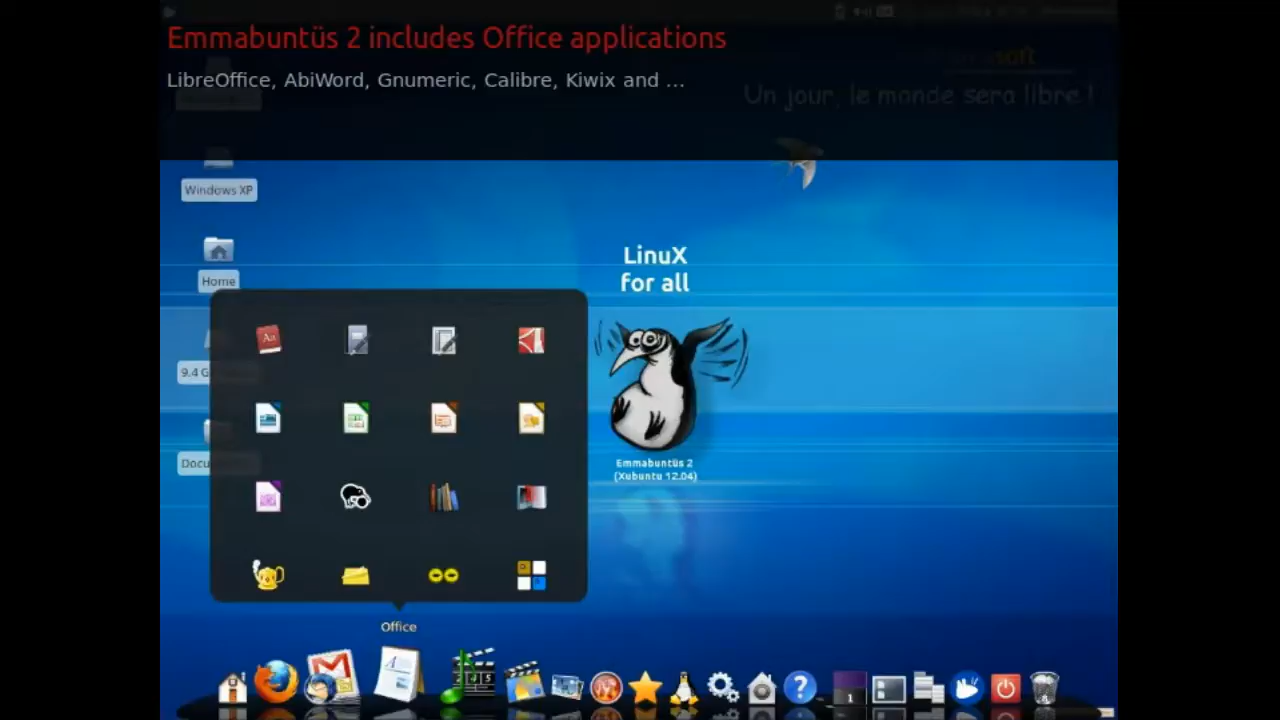 Emmabuntüs 2 includes Office applications
LibreOffice, AbiWord, Gnumeric, Calibre, Kiwix and ...
Un jour, le monde sera libre !
Windows XP
LinuX
for all
Home
9.4 G
Docu
Emmabuntüs 2
(Xubuntu 12.04)
Office